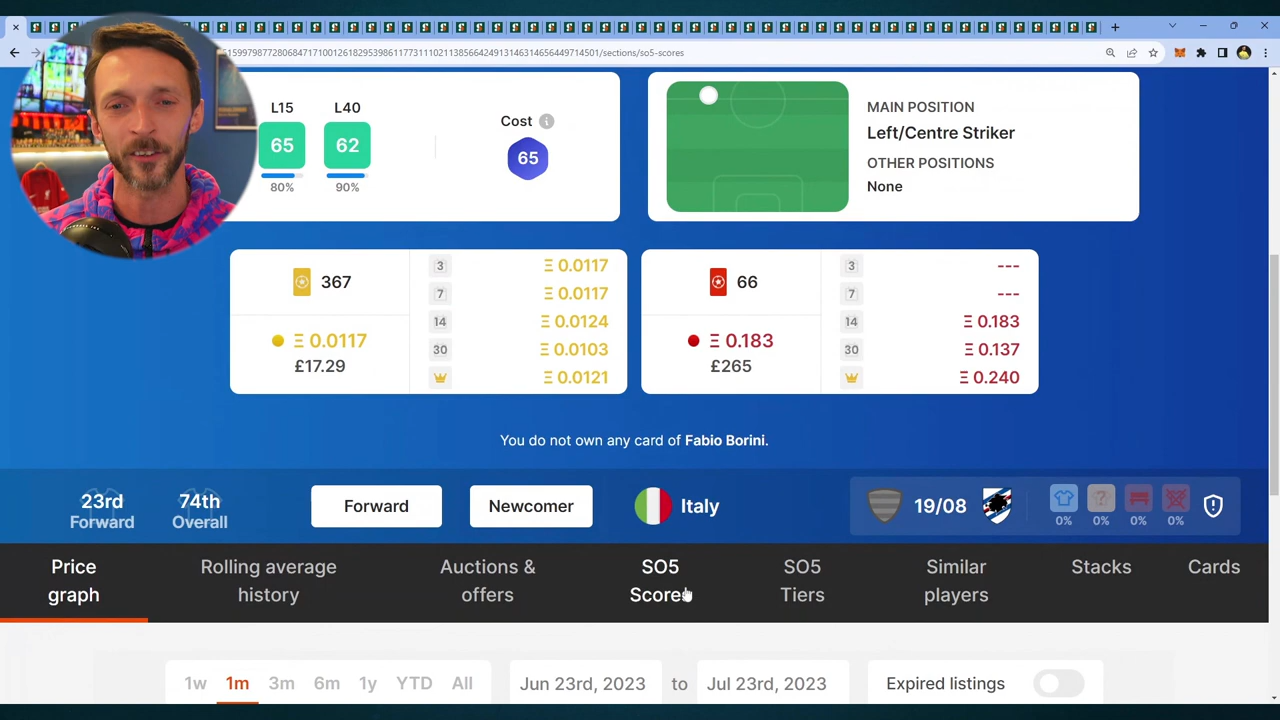 15997987728068471710012618295398611773111021138566424913146314656449714501/sections/so5-scores
L15
L40
65
62
80%
90%
Cost
65
MAIN POSITION
Left/Centre Striker
OTHER POSITIONS
None
367
Ξ 0.0117
£17.29
3
Ξ 0.0117
7
Ξ 0.0117
14
Ξ 0.0124
30
Ξ 0.0103
Ξ 0.0121
66
Ξ 0.183
£265
3
---
7
---
14
Ξ 0.183
30
Ξ 0.137
Ξ 0.240
You do not own any card of Fabio Borini.
23rd
Forward
74th
Overall
Forward
Newcomer
Italy
19/08
0%
0%
0%
0%
Price
graph
Rolling average
history
Auctions &
offers
SO5
Scores
SO5
Tiers
Similar
players
Stacks
Cards
1w
1m
3m
6m
1y
YTD
All
Jun 23rd, 2023
to
Jul 23rd, 2023
Expired listings